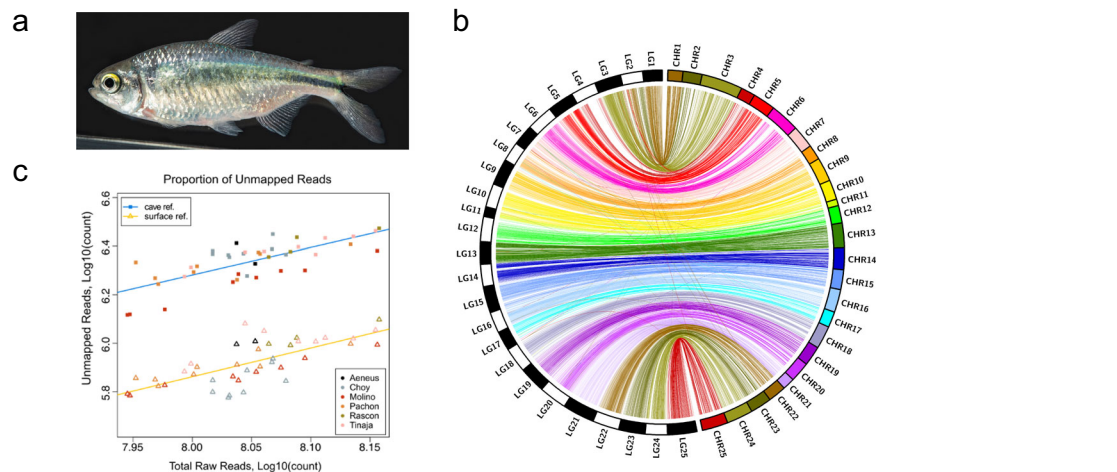 a
b
c
LG1
LG2
LG3
LG4
LG5
LG6
LG7
LG8
LG9
LG10
LG11
LG12
LG13
LG14
LG15
LG16
LG17
LG18
LG19
LG20
LG21
LG22
LG23
LG24
LG25
CHR1
CHR2
CHR3
CHR4
CHR5
CHR6
CHR7
CHR8
CHR9
CHR10
CHR11
CHR12
CHR13
CHR14
CHR15
CHR16
CHR17
CHR18
CHR19
CHR20
CHR21
CHR22
CHR23
CHR24
CHR25
Proportion of Unmapped Reads
cave ref.
surface ref.
Unmapped Reads, Log10(count)
6.6
6.4
6.2
6.0
5.8
Aeneus
Choy
Molino
Pachon
Rascon
Tinaja
7.95 8.00 8.05 8.10 8.15
Total Raw Reads, Log10(count)